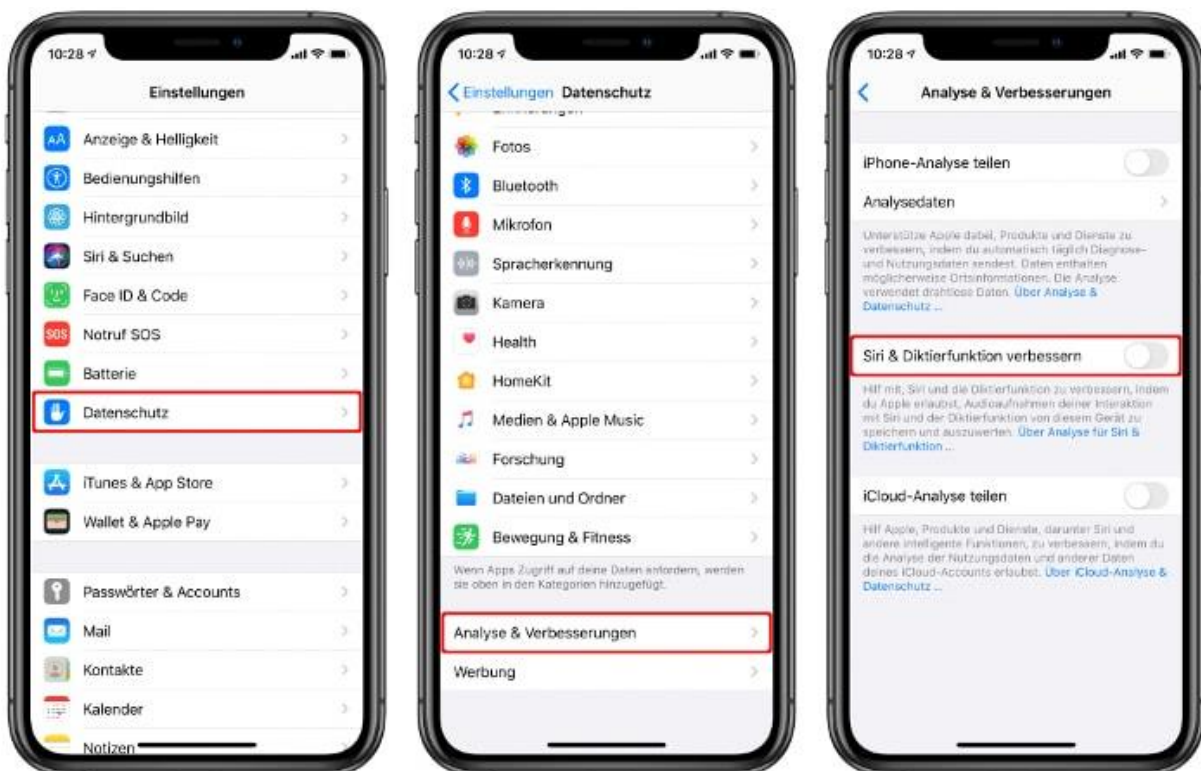 10:28
Einstellungen
Anzeige & Helligkeit
Bedienungshilfen
Hintergrundbild
Siri & Suchen
Face ID & Code
SOS Notruf SOS
Batterie
Datenschutz
iTunes & App Store
Wallet & Apple Pay
Passwörter & Accounts
Mail
Kontakte
Kalender
Notizen
10:28
Einstellungen Datenschutz
Fotos
Bluetooth
Mikrofon
Spracherkennung
Kamera
Health
HomeKit
Medien & Apple Music
Forschung
Dateien und Ordner
Bewegung & Fitness
Wenn Apps Zugriff auf deine Daten anfordern, werden
sie oben in den Kategorien hinzugefügt.
Analyse & Verbesserungen
Werbung
10:28
Analyse & Verbesserungen
iPhone-Analyse teilen
Analysedaten
Unterstütze Apple dabei, Produkte und Dienste zu
verbessern, indem du automatisch täglich Diagnose-
und Nutzungsdaten sendest. Daten enthalten
möglicherweise Ortsinformationen. Die Analyse
verwendet drahtlose Daten. Über Analyse &
Datenschutz ...
Siri & Diktierfunktion verbessern
Hilf mit, Siri und die Diktierfunktion zu verbessern, indem
du Apple erlaubst, Audioaufnahmen deiner Interaktion
mit Siri und der Diktierfunktion von diesem Gerät zu
speichern und auszuwerten. Über Analyse für Siri &
Diktierfunktion ...
iCloud-Analyse teilen
Hilf Apple, Produkte und Dienste, darunter Siri und
andere intelligente Funktionen, zu verbessern, indem du
die Analyse der Nutzungsdaten und anderer Daten
deines iCloud-Accounts erlaubst. Über iCloud-Analyse &
Datenschutz ...